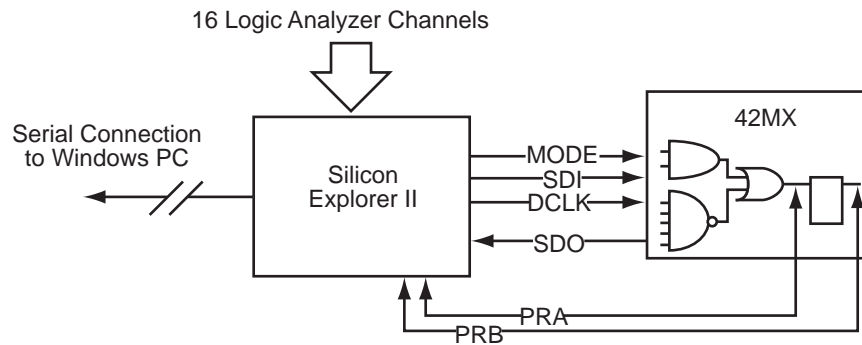 16 Logic Analyzer Channels
Serial Connection
to Windows PC
Silicon
Explorer II
42MX
MODE
SDI
DCLK
SDO
PRA
PRB